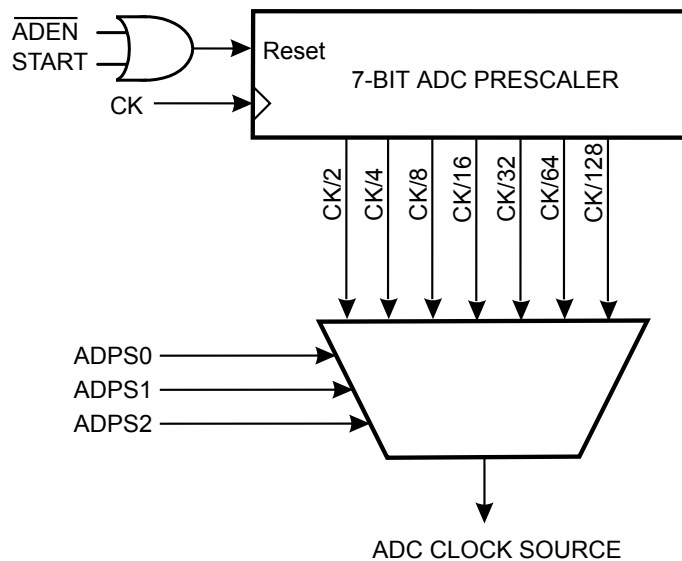 ADEN
START
Reset
7-BIT ADC PRESCALER
CK
CK/2
CK/4
CK/8
CK/16
CK/32
CK/64
CK/128
ADPS0
ADPS1
ADPS2
ADC CLOCK SOURCE